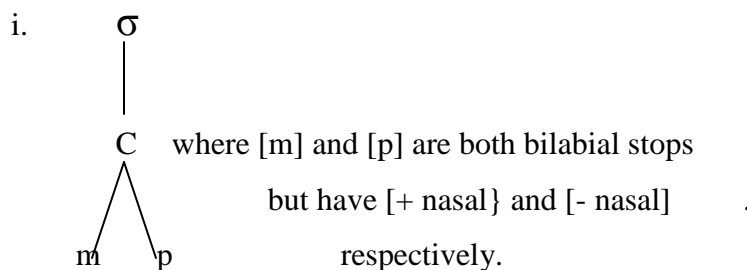 i. σ
C where [m] and [p] are both bilabial stops
but have [+ nasal} and [- nasal] .
m p respectively.